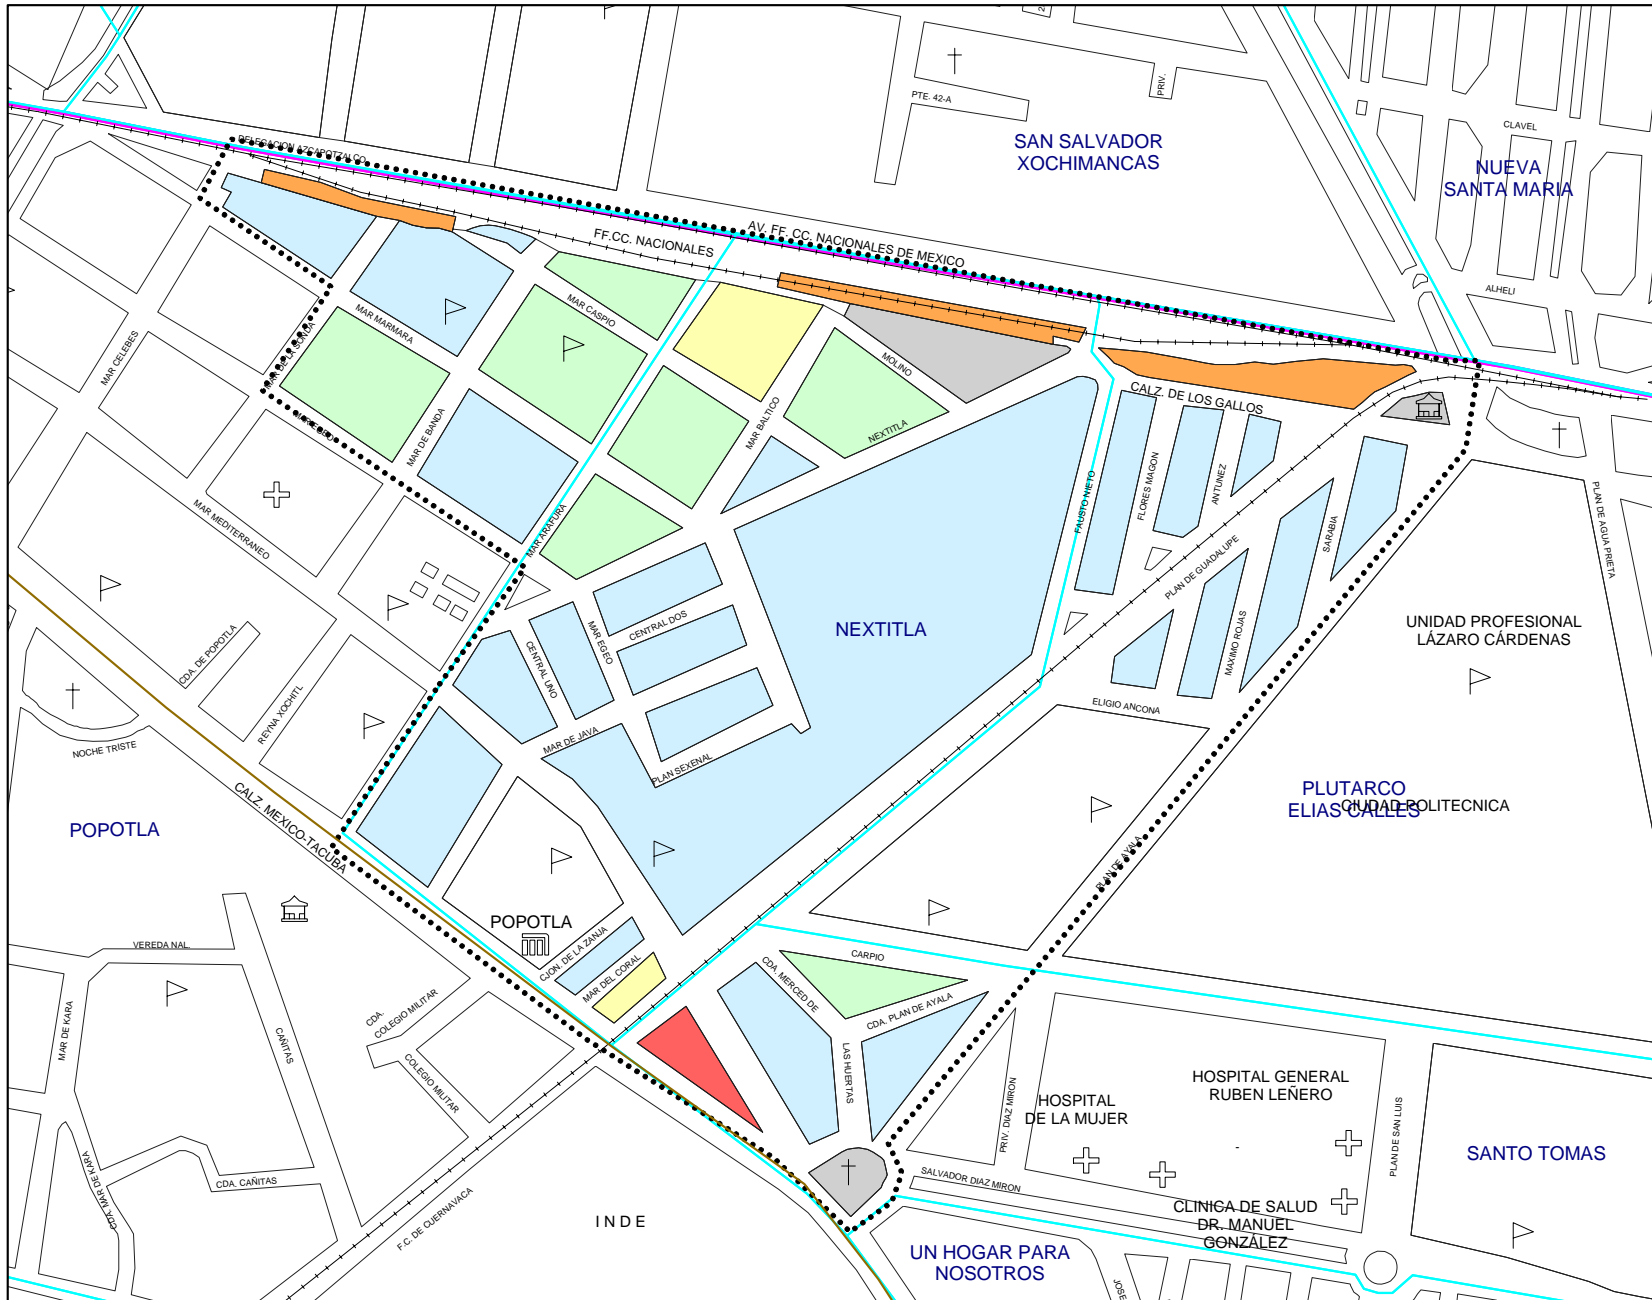 PRIV.
PTE. 42-A
CLAVEL
SAN SALVADOR
XOCHIMANCAS
NUEVA
SANTA MARIA
DELEGACION AZCAPOTZALCO
AV. FF. CC. NACIONALES DE MEXICO
FF.CC. NACIONALES
ALHELI
MAR CASPIO
MAR MARMARA
MAR DE LA SONDA
MAR CELEBES
MOLINO
CALZ. DE LOS GALLOS
MAR BALTICO
NEXTITLA
MAR DE BANDA
MAR EGEO
FLORES MAGON
ANTUNEZ
FAUSTO NIETO
PLAN DE AGUA PRIETA
MAR MEDITERRANEO
MAR ARAFURA
SARABIA
PLAN DE GUADALUPE
UNIDAD PROFESIONAL
LÁZARO CÁRDENAS
NEXTITLA
CENTRAL DOS
MAR EGEO
CENTRAL UNO
MAXIMO ROJAS
CDA. DE POPOTLA
REYNA XOCHITL
ELIGIO ANCONA
NOCHE TRISTE
MAR DE JAVA
PLAN SEXENAL
PLUTARCO
ELIAS CALLES
CIUDAD POLITECNICA
CALZ. MEXICO-TACUBA
POPOTLA
PLAN DE AYALA
POPOTLA
VEREDA NAL.
CJON. DE LA ZANJA
MAR DEL CORAL
CARPIO
CDA. MERCED DE
LAS HUERTAS
CDA. PLAN DE AYALA
CDA.
COLEGIO MILITAR
MAR DE KARA
CAÑITAS
COLEGIO MILITAR
HOSPITAL GENERAL
RUBEN LEÑERO
HOSPITAL
DE LA MUJER
PRIV. DIAZ MIRON
PLAN DE SAN LUIS
SANTO TOMAS
SALVADOR DIAZ MIRON
CDA. MAR DE KARA
CDA. CAÑITAS
CLINICA DE SALUD
DR. MANUEL
GONZÁLEZ
F.C. DE CUERNAVACA
I N D E
UN HOGAR PARA
NOSOTROS
JOSE